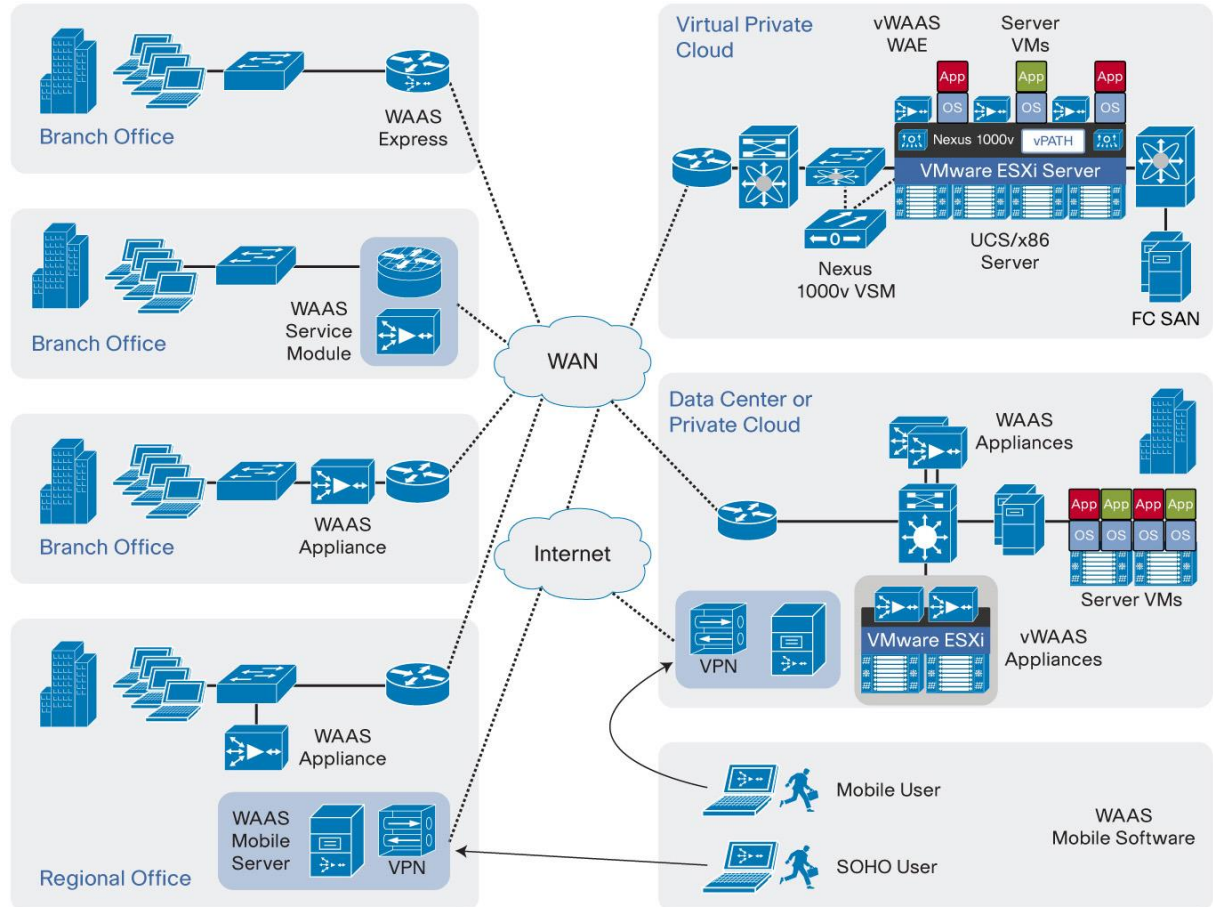 Branch Office
WAAS
Express
Branch Office
WAAS
Service
Module
Branch Office
WAAS
Appliance
Regional Office
WAAS
Appliance
WAAS
Mobile
Server
VPN
WAN
Internet
Virtual Private
Cloud
vWAAS
WAE
Server
VMs
App
App
App
OS
OS
OS
Nexus 1000v
vPATH
VMware ESXi Server
UCS/x86
Server
Nexus
1000v VSM
FC SAN
Data Center or
Private Cloud
WAAS
Appliances
App
App
App
App
OS
OS
OS
OS
Server VMs
VPN
VMware ESXi
vWAAS
Appliances
Mobile User
SOHO User
WAAS
Mobile Software